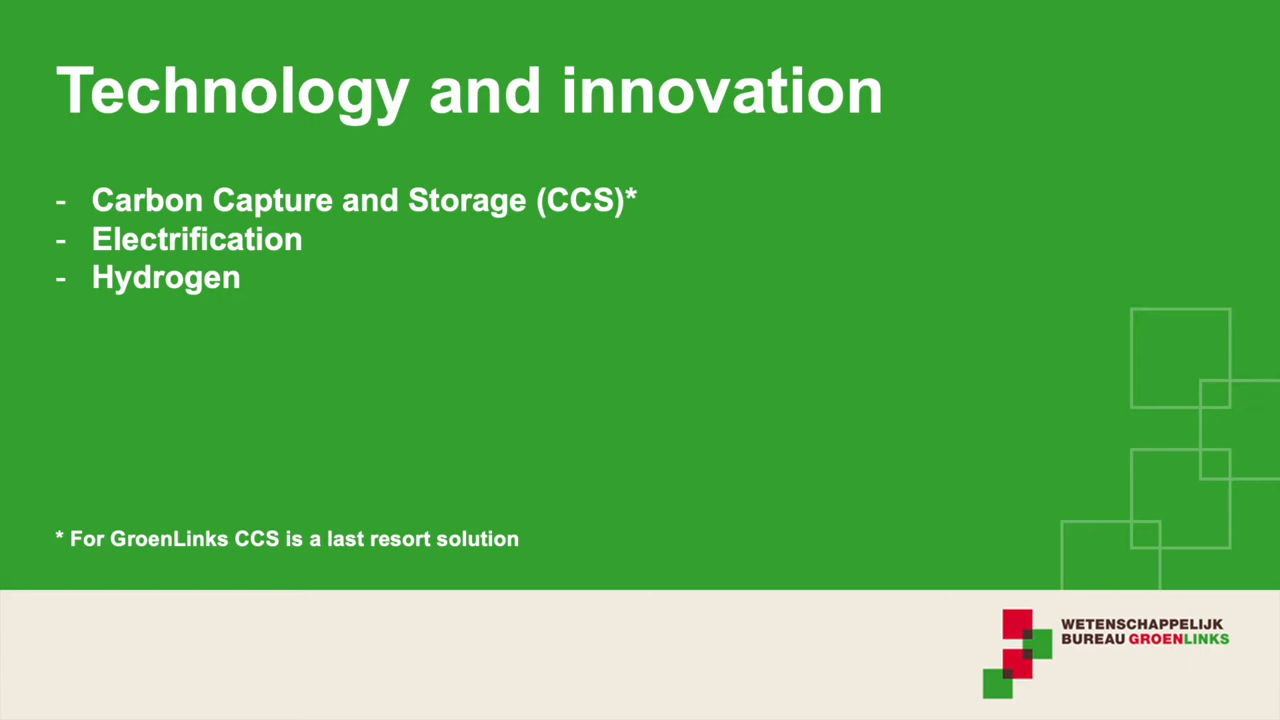 Technology and innovation
- Carbon Capture and Storage (CCS)*
- Electrification
- Hydrogen
* For GroenLinks CCS is a last resort solution
WETENSCHAPPELIJK
BUREAU GROENLINKS